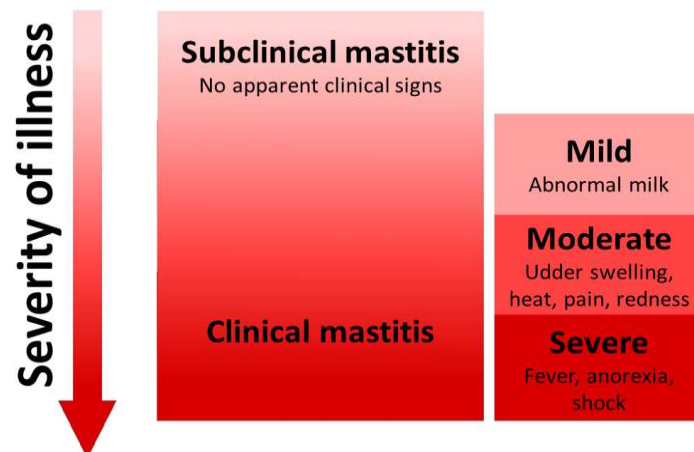 Severity of illness
Subclinical mastitis
No apparent clinical signs
Clinical mastitis
Mild
Abnormal milk
Moderate
Udder swelling,
heat, pain, redness
Severe
Fever, anorexia,
shock